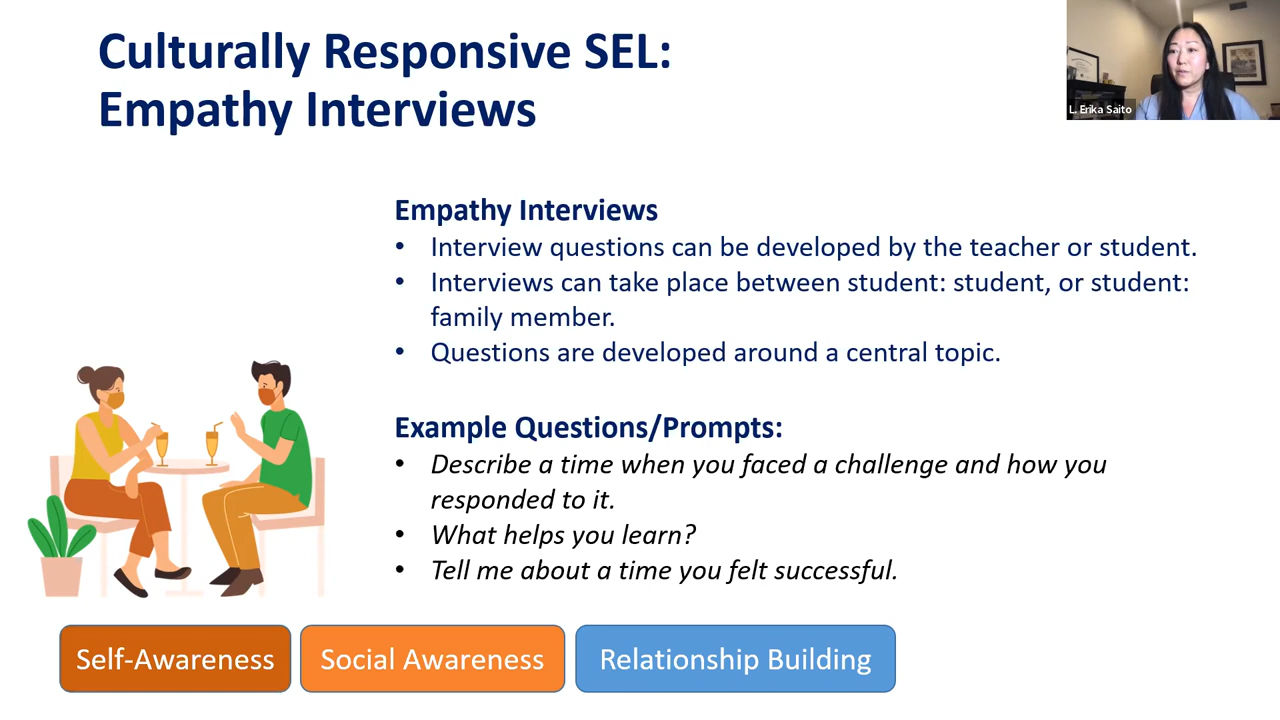 Culturally Responsive SEL:
Empathy Interviews
L. Erika Saito
Empathy Interviews
• Interview questions can be developed by the teacher or student.
• Interviews can take place between student: student, or student:
family member.
• Questions are developed around a central topic.
Example Questions/Prompts:
• Describe a time when you faced a challenge and how you
responded to it.
• What helps you learn?
• Tell me about a time you felt successful.
Self-Awareness
Social Awareness
Relationship Building